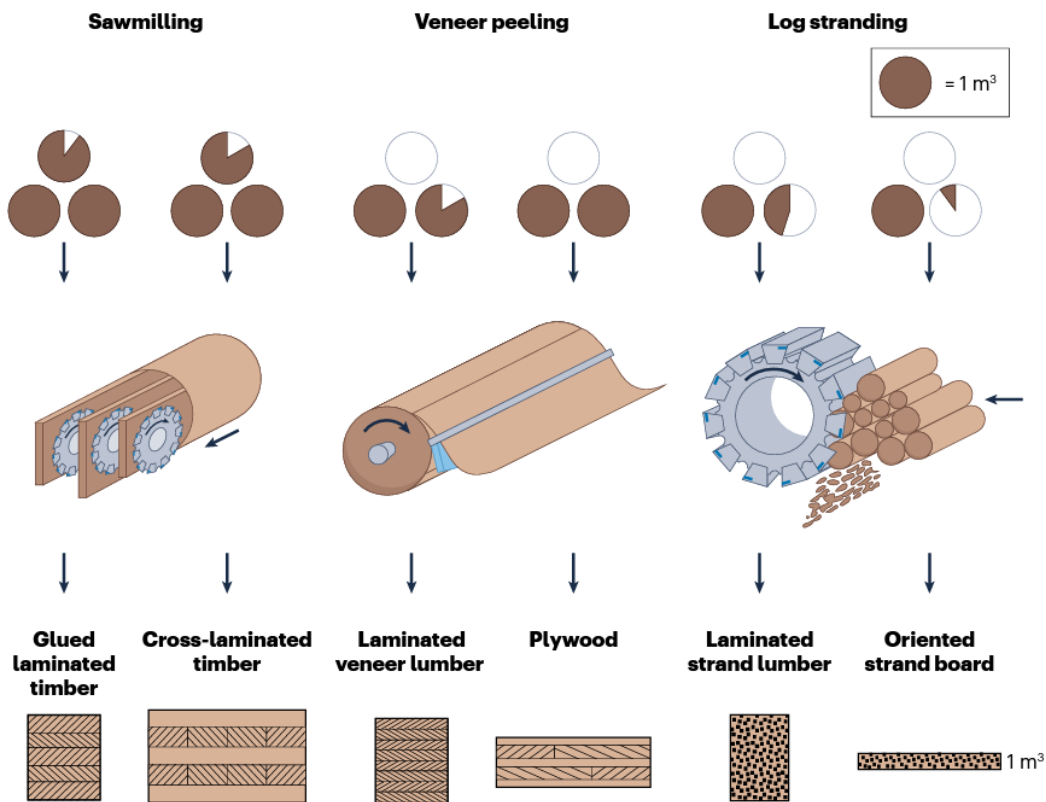 Sawmilling
Veneer peeling
Log stranding
= 1 m³
Glued
laminated
timber
Cross-laminated
timber
Laminated
veneer lumber
Plywood
Laminated
strand lumber
Oriented
strand board
1 m³